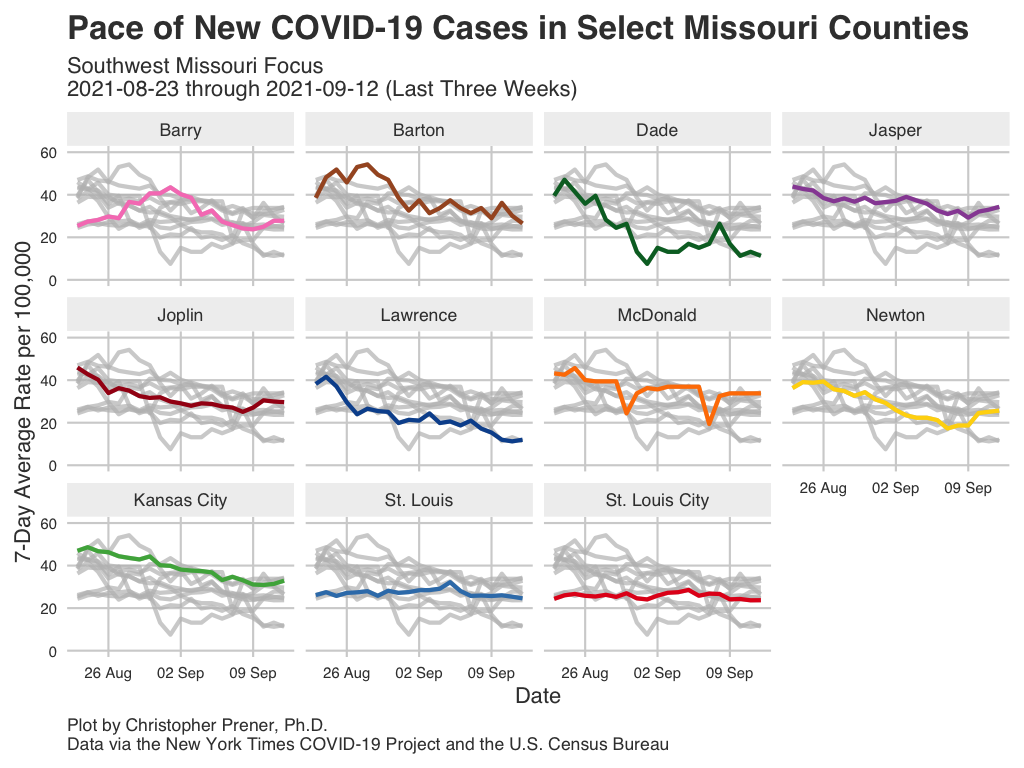 Pace of New COVID-19 Cases in Select Missouri Counties
Southwest Missouri Focus
2021-08-23 through 2021-09-12 (Last Three Weeks)
7-Day Average Rate per 100,000
Barry
Barton
Dade
Jasper
60
40
20
0
Joplin
Lawrence
McDonald
Newton
60
40
20
0
26 Aug
02 Sep
09 Sep
Kansas City
St. Louis
St. Louis City
60
40
20
0
26 Aug
02 Sep
09 Sep
26 Aug
02 Sep
09 Sep
26 Aug
02 Sep
09 Sep
Date
Plot by Christopher Prener, Ph.D.
Data via the New York Times COVID-19 Project and the U.S. Census Bureau